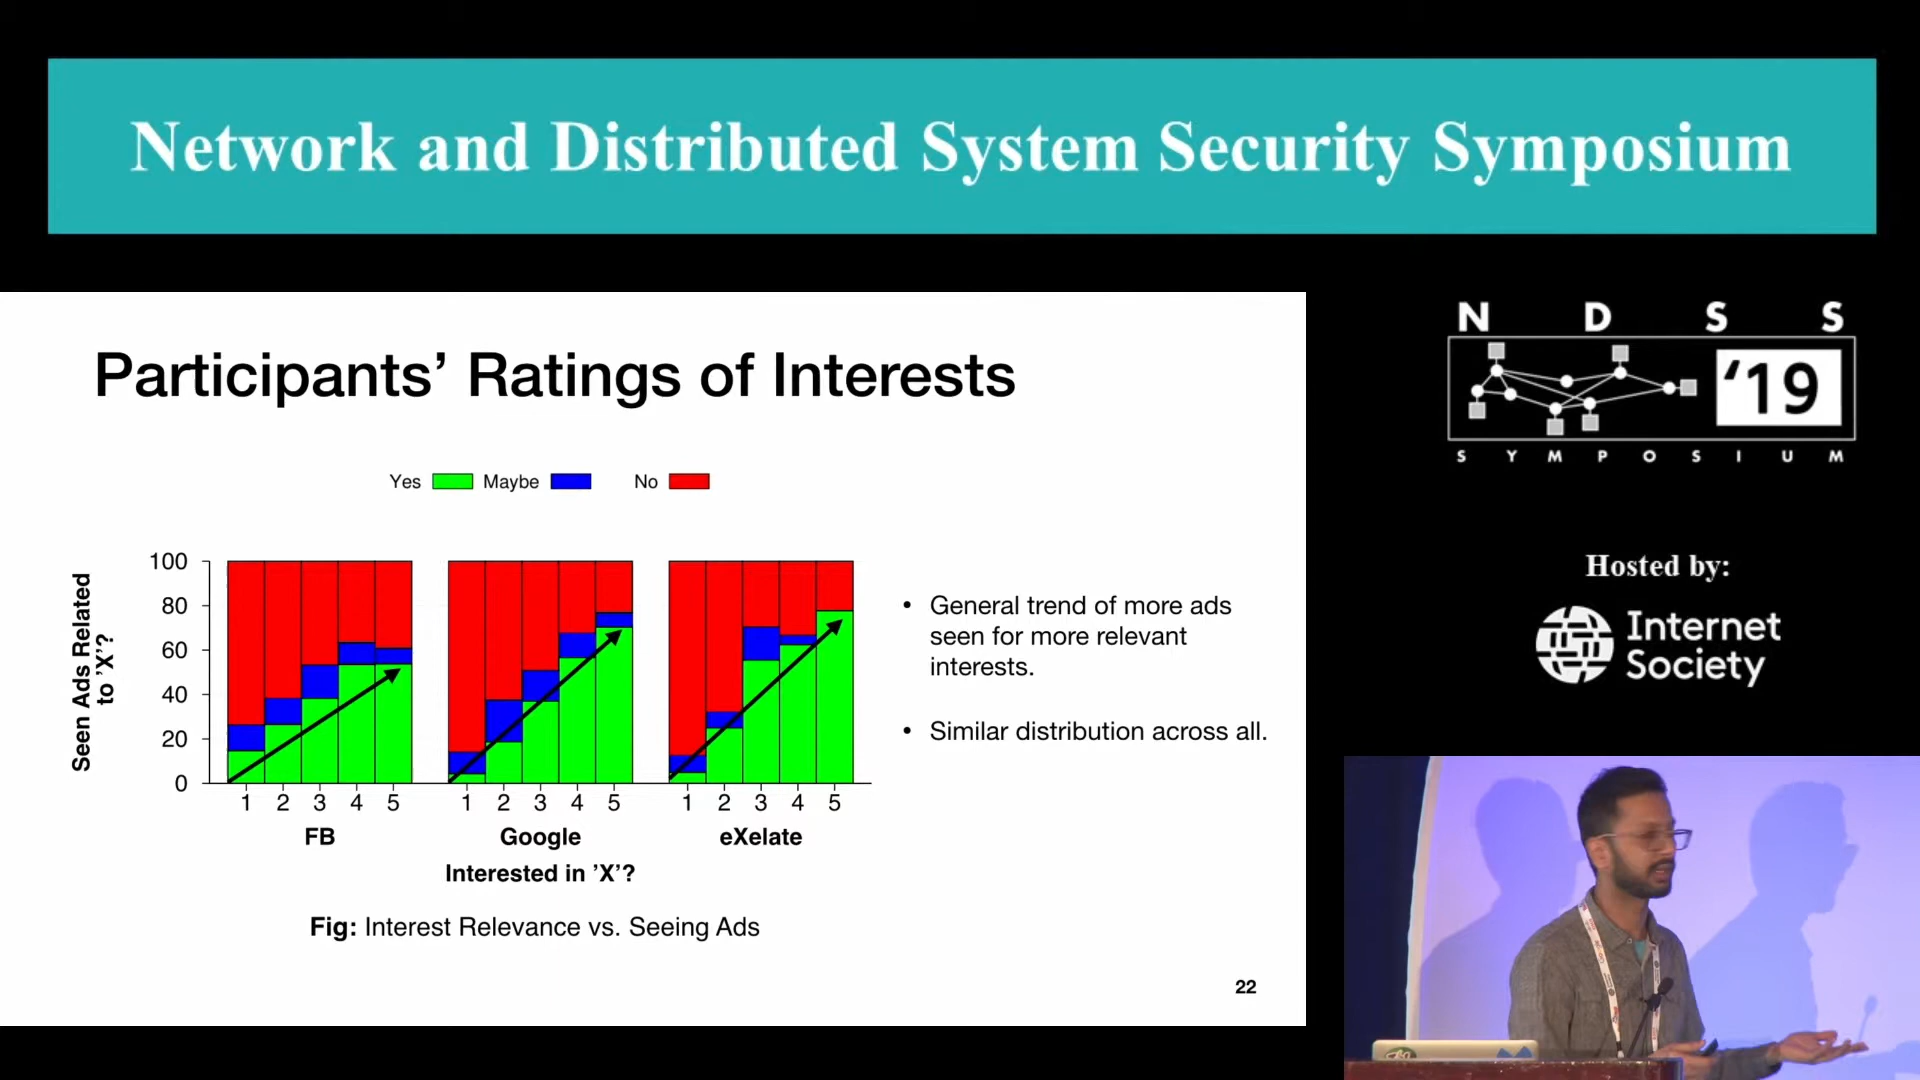 Network and Distributed System Security Symposium
N D S S
'19
S Y M P O S I U M
Hosted by:
Internet
Society
Participants’ Ratings of Interests
Yes Maybe No
Seen Ads Related
to ’X’?
100
80
60
40
20
0
1 2 3 4 5 1 2 3 4 5 1 2 3 4 5
FB Google eXelate
Interested in ’X’?
Fig: Interest Relevance vs. Seeing Ads
• General trend of more ads
seen for more relevant
interests.
• Similar distribution across all.
22